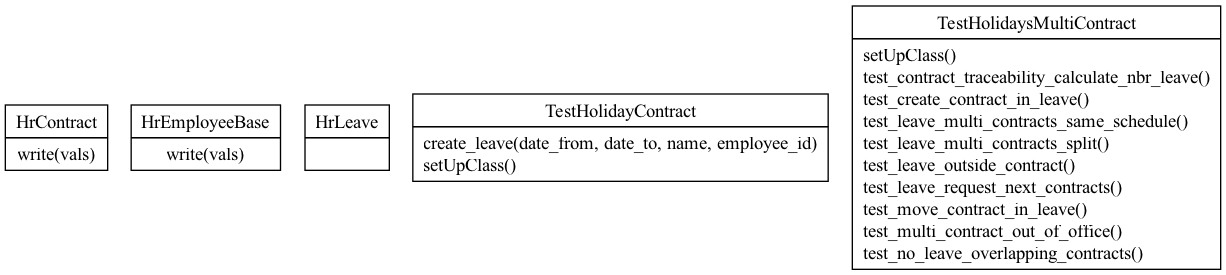 HrContract
write(vals)
HrEmployeeBase
write(vals)
HrLeave
TestHolidayContract
create_leave(date_from, date_to, name, employee_id)
setUpClass()
TestHolidaysMultiContract
setUpClass()
test_contract_traceability_calculate_nbr_leave()
test_create_contract_in_leave()
test_leave_multi_contracts_same_schedule()
test_leave_multi_contracts_split()
test_leave_outside_contract()
test_leave_request_next_contracts()
test_move_contract_in_leave()
test_multi_contract_out_of_office()
test_no_leave_overlapping_contracts()